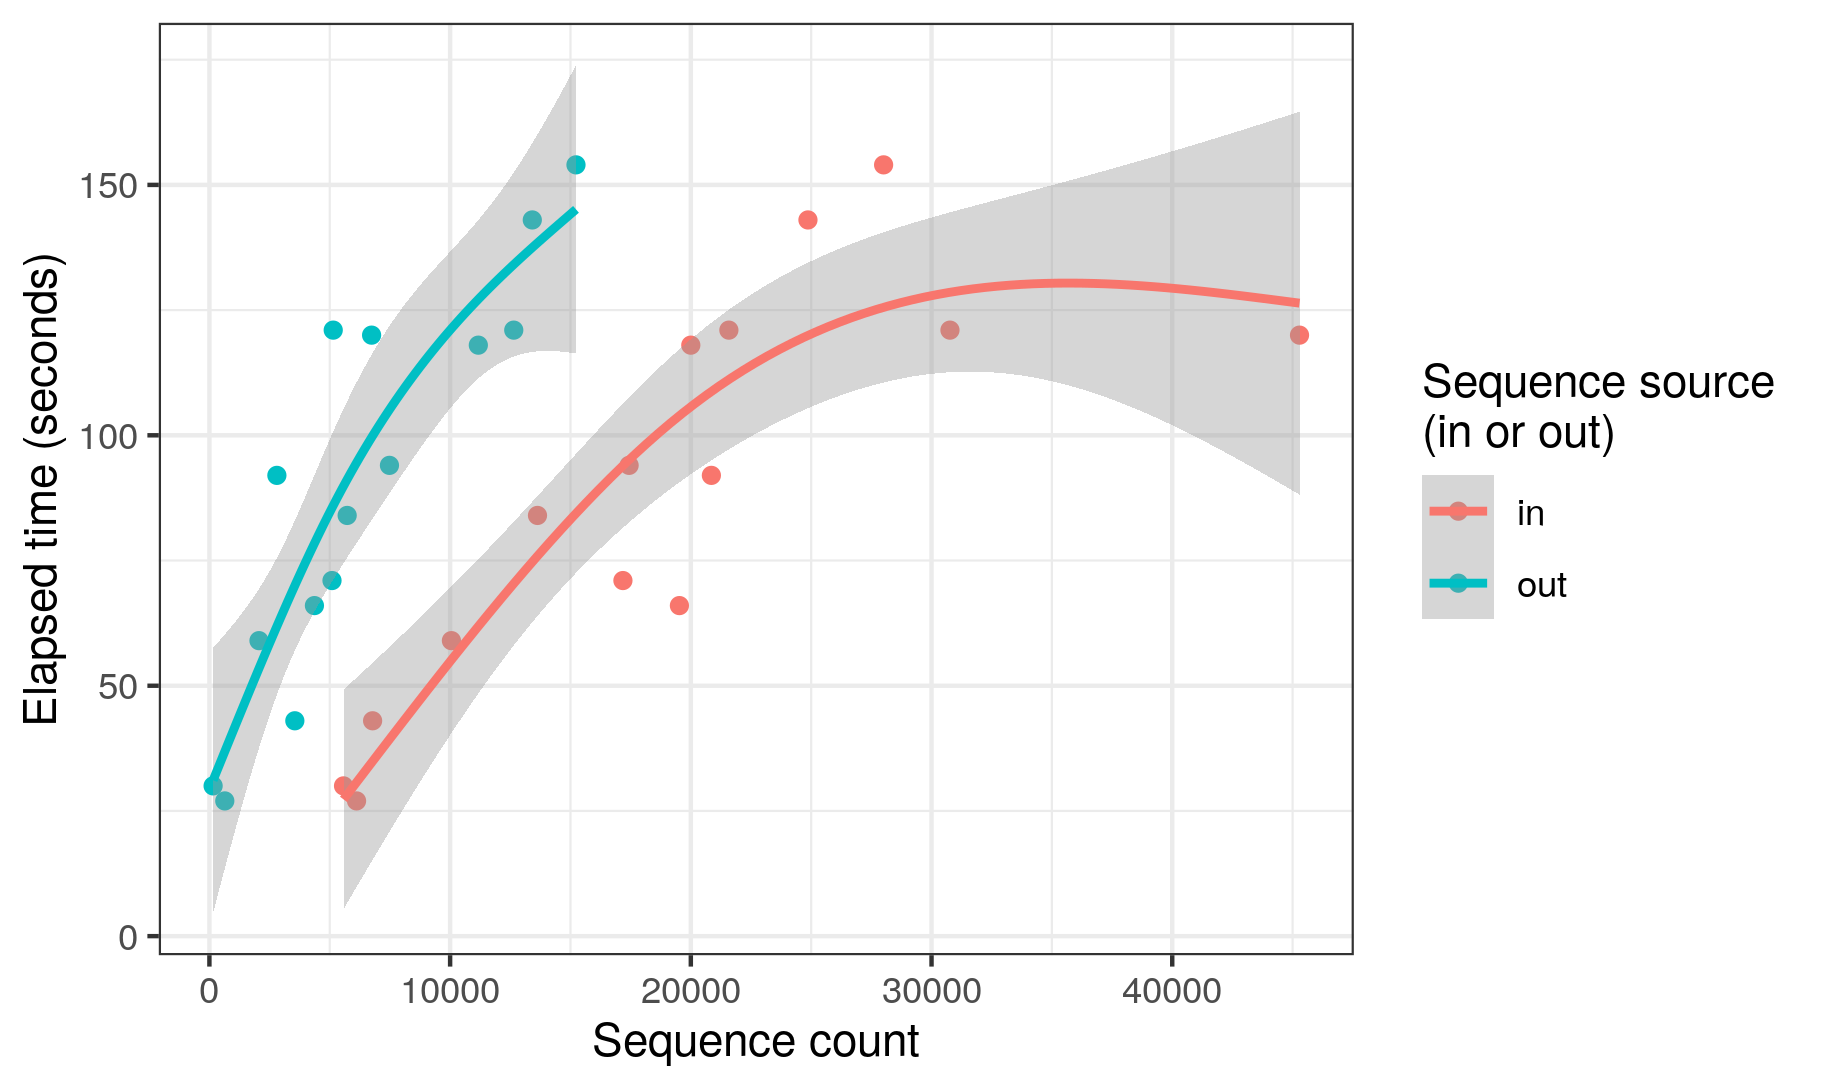 Elapsed time (seconds)
150
100
50
0
0 10000 20000 30000 40000
Sequence count
Sequence source
(in or out)
in
out